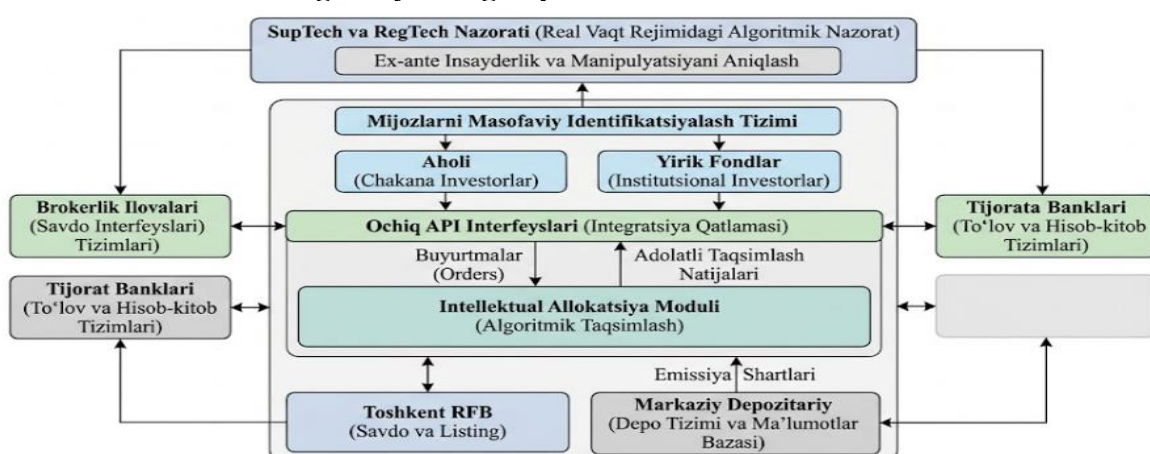 SupTech va RegTech Nazorati (Real Vaqt Rejimidagi Algoritmik Nazorat)
Ex-ante Insayderlik va Manipulyatsiyani Aniqlash
Mijozlarni Masofaviy Identifikatsiyalash Tizimi
Aholi
(Chakana Investorlar)
Yirik Fondlar
(Institutsional Investorlar)
Brokerlik Ilovalari
(Savdo Interfeyslari)
Tizimlari)
Ochiq API Interfeyslari (Integratsiya Qatlamasi)
Tijorata Banklari
(To‘lov va Hisob-kitob
Tizimlari)
Buyurtmalar
(Orders)
Adolatli Taqsimlash
Natijalari
Tijorat Banklari
(To‘lov va Hisob-kitob
Tizimlari)
Intellektual Allokatsiya Moduli
(Algoritmik Taqsimlash)
Emissiya Shartlari
Toshkent RFB
(Savdo va Listing)
Markaziy Depozitariy
(Depo Tizimi va Ma’lumotlar
Bazasi)